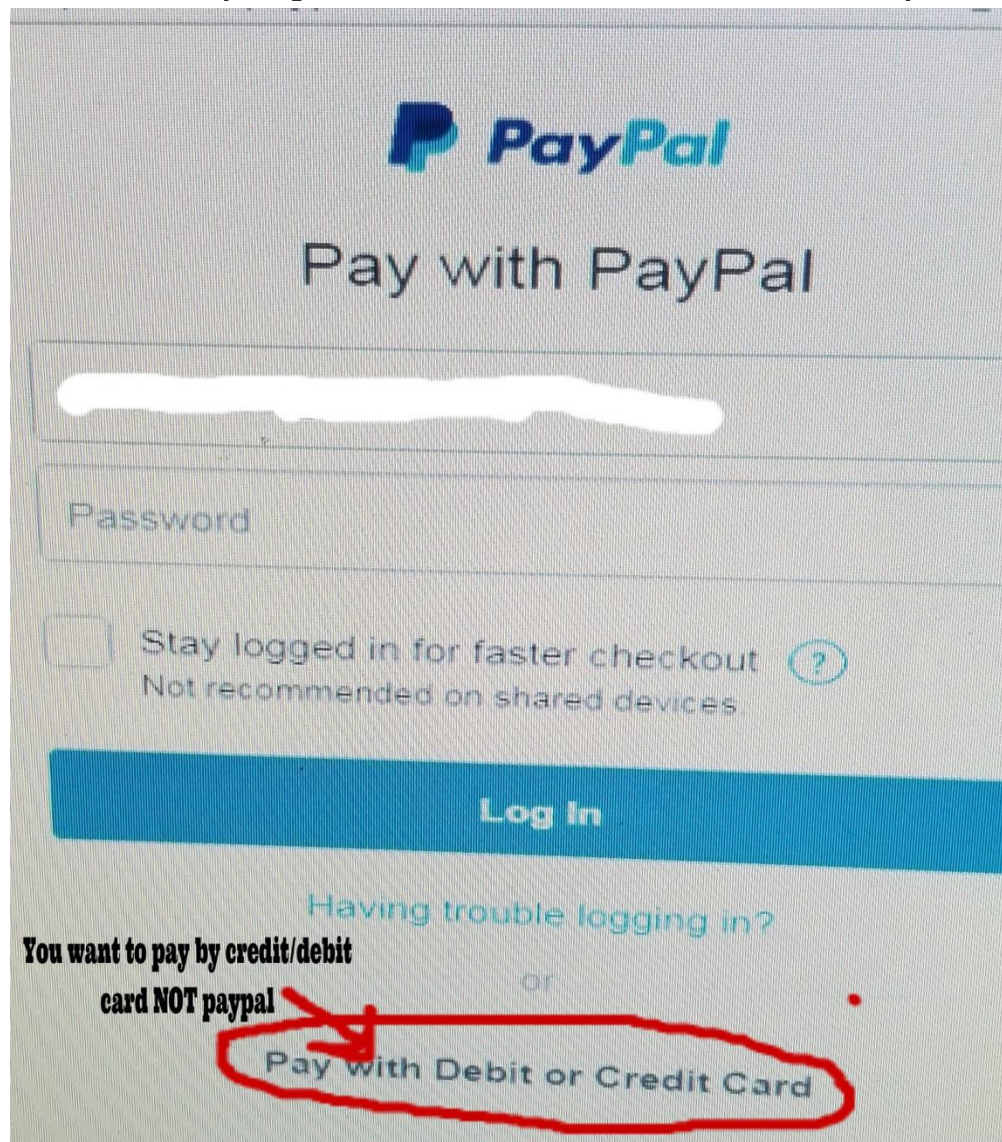 PayPal
Pay with PayPal
Password
Stay logged in for faster checkout ?
Not recommended on shared devices
Log In
Having trouble logging in?
You want to pay by credit/debit
card NOT paypal
or
Pay with Debit or Credit Card